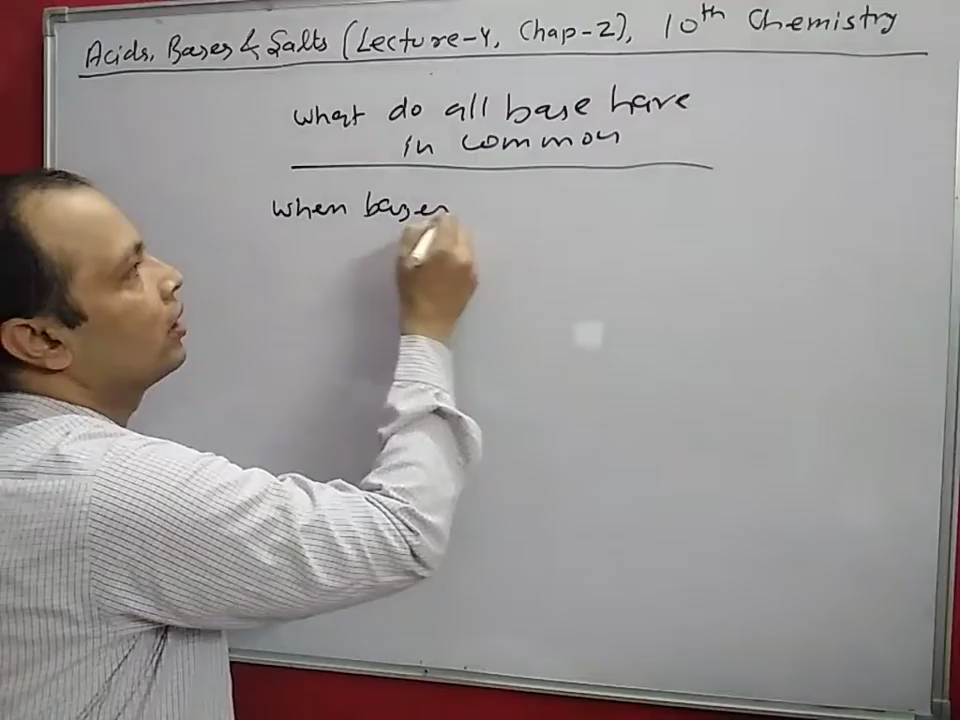 Acids, Bases & Salts (Lecture-4, Chap-2), 10th Chemistry
what do all base have
in common
when bases